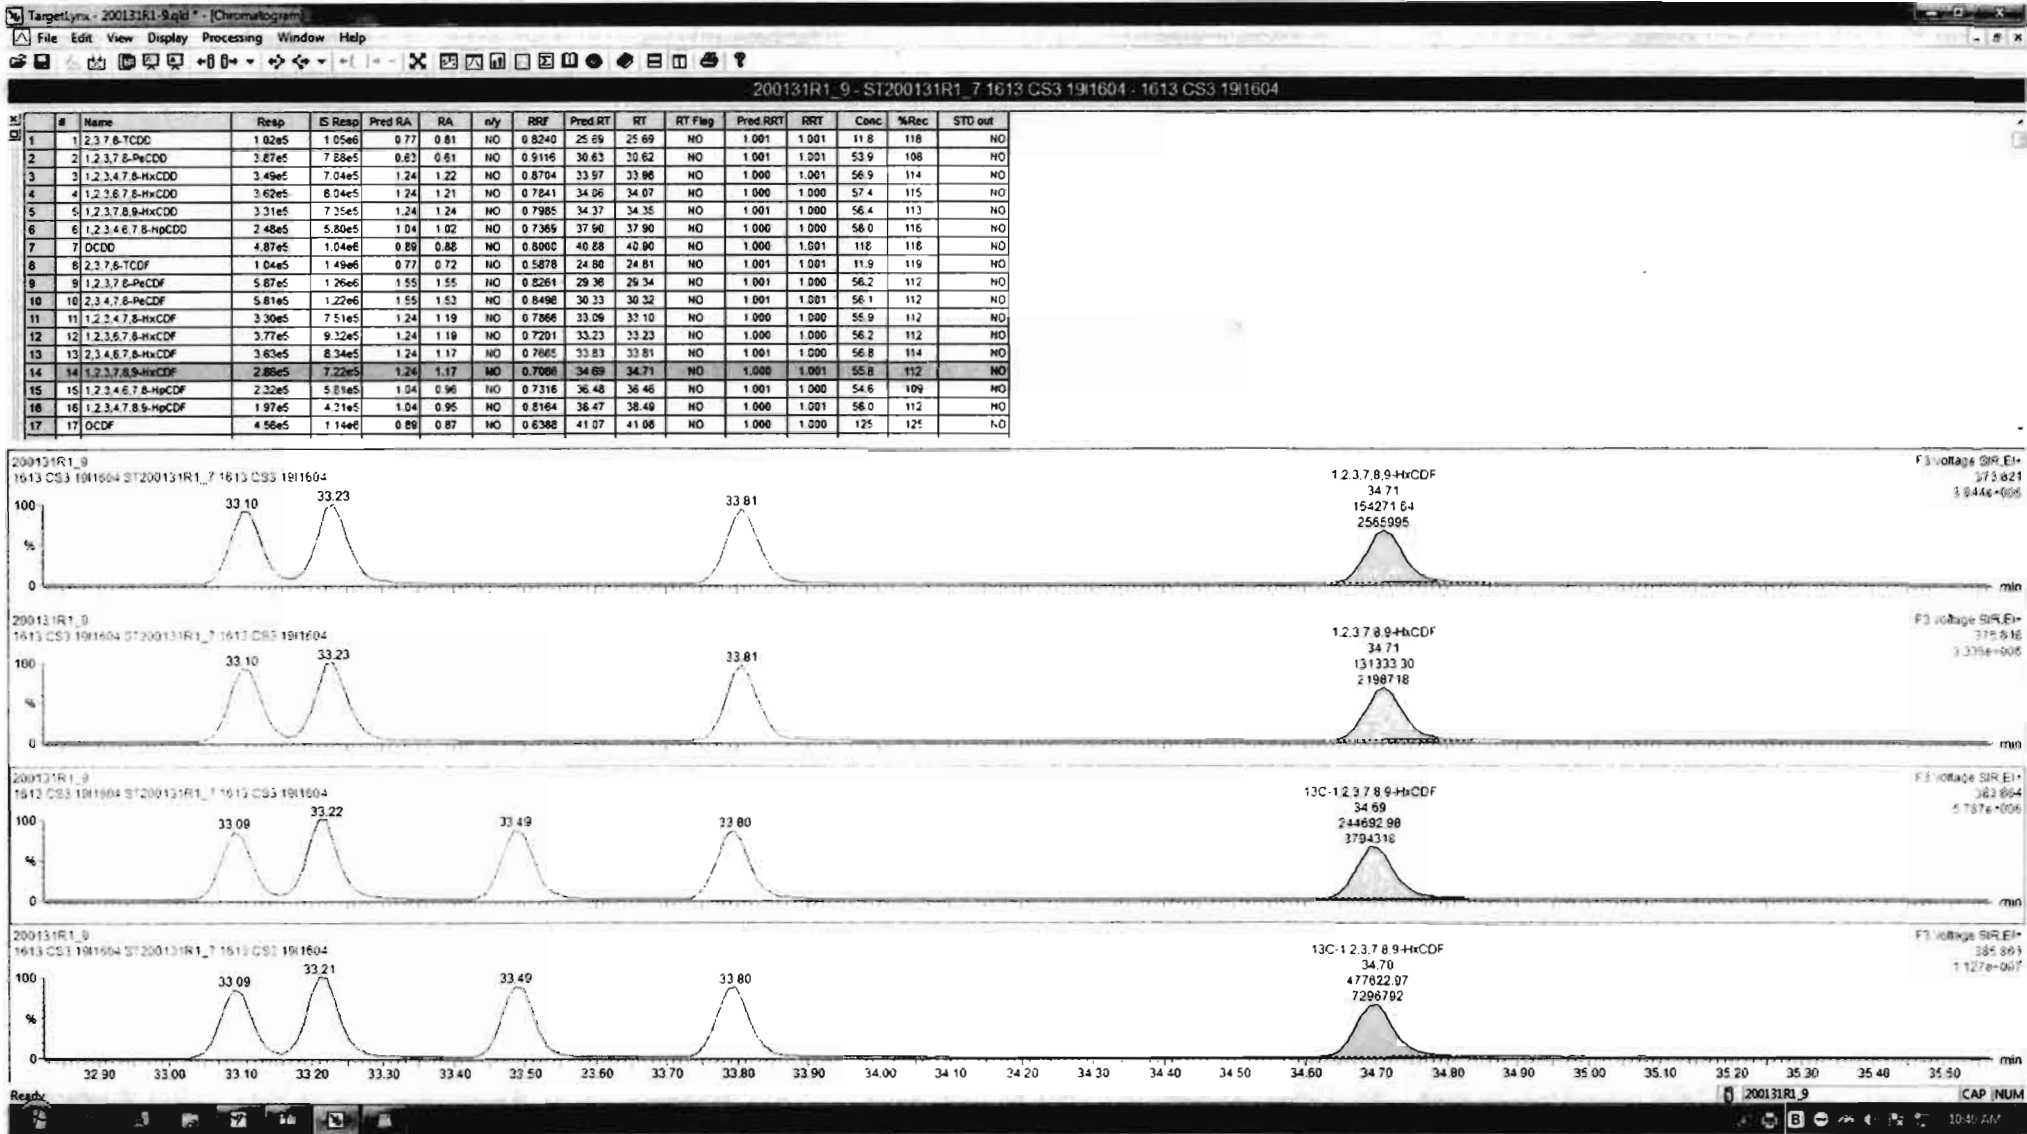 TargetLynx - 200131R1-9.qld * - [Chromatogram]
File Edit View Display Processing Window Help
200131R1_9 - ST200131R1_7 1613 CS3 19I1604 - 1613 CS3 19I1604
# Name Resp IS Resp Pred RA RA n/y RRF Pred RT RT RT Flag Pred RRT RRT Conc %Rec STD out
1 1 2,3,7,8-TCDD 1.02e5 1.05e6 0.77 0.81 NO 0.8240 25.69 25.69 NO 1.001 1.001 11.8 118 NO
2 2 1,2,3,7,8-PeCDD 3.87e5 7.88e5 0.63 0.61 NO 0.9116 30.63 30.62 NO 1.001 1.001 53.9 108 NO
3 3 1,2,3,4,7,8-HxCDD 3.49e5 7.04e5 1.24 1.22 NO 0.8704 33.97 33.98 NO 1.000 1.001 56.9 114 NO
4 4 1,2,3,6,7,8-HxCDD 3.62e5 8.04e5 1.24 1.21 NO 0.7841 34.06 34.07 NO 1.000 1.000 57.4 115 NO
5 5 1,2,3,7,8,9-HxCDD 3.31e5 7.35e5 1.24 1.24 NO 0.7985 34.37 34.35 NO 1.001 1.000 56.4 113 NO
6 6 1,2,3,4,6,7,8-HpCDD 2.48e5 5.80e5 1.04 1.02 NO 0.7369 37.90 37.90 NO 1.000 1.000 58.0 116 NO
7 7 OCDD 4.87e5 1.04e6 0.89 0.88 NO 0.8000 40.88 40.90 NO 1.000 1.001 118 118 NO
8 8 2,3,7,8-TCDF 1.04e5 1.49e6 0.77 0.72 NO 0.5878 24.80 24.81 NO 1.001 1.001 11.9 119 NO
9 9 1,2,3,7,8-PeCDF 5.87e5 1.26e6 1.55 1.55 NO 0.8261 29.36 29.34 NO 1.001 1.000 56.2 112 NO
10 10 2,3,4,7,8-PeCDF 5.81e5 1.22e6 1.55 1.53 NO 0.8498 30.33 30.32 NO 1.001 1.001 56.1 112 NO
11 11 1,2,3,4,7,8-HxCDF 3.30e5 7.51e5 1.24 1.19 NO 0.7866 33.09 33.10 NO 1.000 1.000 55.9 112 NO
12 12 1,2,3,6,7,8-HxCDF 3.77e5 9.32e5 1.24 1.19 NO 0.7201 33.23 33.23 NO 1.000 1.000 56.2 112 NO
13 13 2,3,4,6,7,8-HxCDF 3.63e5 8.34e5 1.24 1.17 NO 0.7665 33.83 33.81 NO 1.001 1.000 56.8 114 NO
14 14 1,2,3,7,8,9-HxCDF 2.86e5 7.22e5 1.24 1.17 NO 0.7086 34.69 34.71 NO 1.000 1.001 55.8 112 NO
15 15 1,2,3,4,6,7,8-HpCDF 2.32e5 5.81e5 1.04 0.96 NO 0.7316 36.48 36.46 NO 1.001 1.000 54.6 109 NO
16 16 1,2,3,4,7,8,9-HpCDF 1.97e5 4.31e5 1.04 0.95 NO 0.8164 38.47 38.49 NO 1.000 1.001 56.0 112 NO
17 17 OCDF 4.56e5 1.14e6 0.89 0.87 NO 0.6388 41.07 41.08 NO 1.000 1.000 125 125 NO
200131R1_9
1613 CS3 19I1604 ST200131R1_7 1613 CS3 19I1604
F3:Voltage SIR,EI+
373.821
3.844e+006
100
%
0
33.10
33.23
33.81
1,2,3,7,8,9-HxCDF
34.71
154271.64
2565995
min
200131R1_9
1613 CS3 19I1604 ST200131R1_7 1613 CS3 19I1604
F3:Voltage SIR,EI+
375.818
3.335e+006
100
%
0
33.10
33.23
33.81
1,2,3,7,8,9-HxCDF
34.71
131333.30
2198718
min
200131R1_9
1613 CS3 19I1604 ST200131R1_7 1613 CS3 19I1604
F3:Voltage SIR,EI+
383.864
5.787e+006
100
%
0
33.09
33.22
33.49
33.80
13C-1,2,3,7,8,9-HxCDF
34.69
244692.98
3794316
min
200131R1_9
1613 CS3 19I1604 ST200131R1_7 1613 CS3 19I1604
F3:Voltage SIR,EI+
385.861
1.127e+007
100
%
0
33.09
33.21
33.49
33.80
13C-1,2,3,7,8,9-HxCDF
34.70
477622.97
7296792
min
32.90 33.00 33.10 33.20 33.30 33.40 33.50 33.60 33.70 33.80 33.90 34.00 34.10 34.20 34.30 34.40 34.50 34.60 34.70 34.80 34.90 35.00 35.10 35.20 35.30 35.40 35.50
Ready
200131R1_9
CAP NUM
10:40 AM